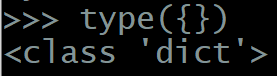 >>> type({})
<class 'dict'>